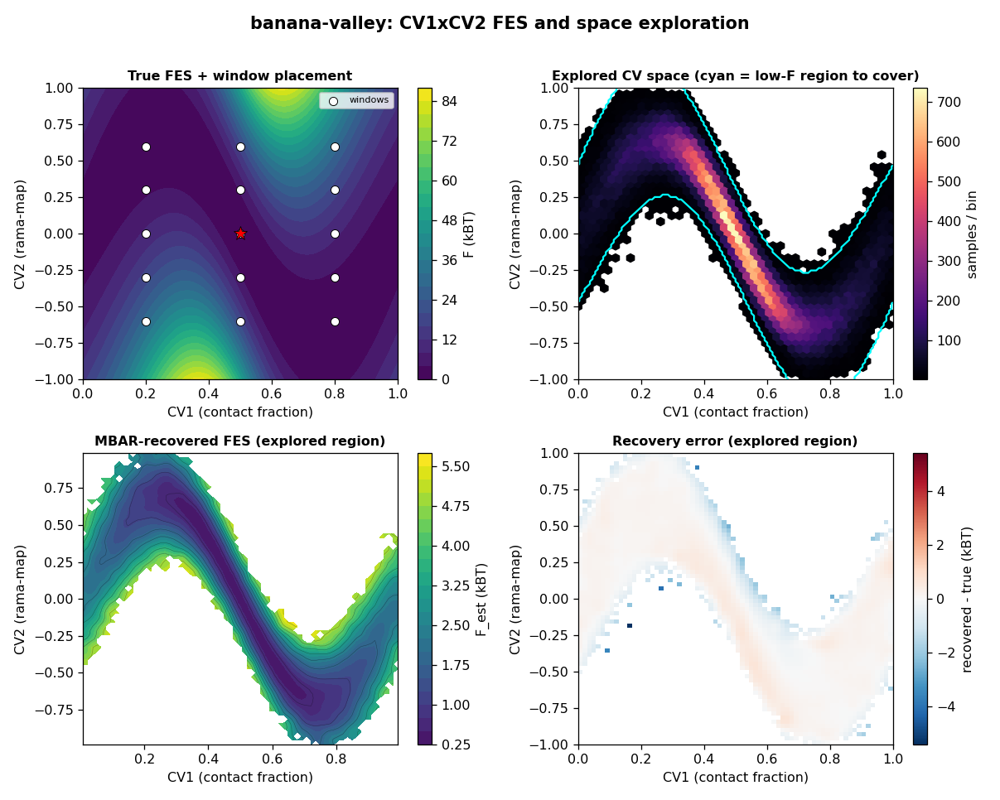 banana-valley: CV1xCV2 FES and space exploration
True FES + window placement
windows
1.00
0.75
0.50
0.25
0.00
−0.25
−0.50
−0.75
−1.00
0.0 0.2 0.4 0.6 0.8 1.0
CV1 (contact fraction)
CV2 (rama-map)
84
72
60
48
36
24
12
0
F (kBT)
Explored CV space (cyan = low-F region to cover)
1.00
0.75
0.50
0.25
0.00
−0.25
−0.50
−0.75
−1.00
0.0 0.2 0.4 0.6 0.8 1.0
CV1 (contact fraction)
CV2 (rama-map)
700
600
500
400
300
200
100
samples / bin
MBAR-recovered FES (explored region)
0.75
0.50
0.25
0.00
−0.25
−0.50
−0.75
0.2 0.4 0.6 0.8
CV1 (contact fraction)
CV2 (rama-map)
5.50
4.75
4.00
3.25
2.50
1.75
1.00
0.25
F_est (kBT)
Recovery error (explored region)
1.00
0.75
0.50
0.25
0.00
−0.25
−0.50
−0.75
−1.00
0.0 0.2 0.4 0.6 0.8 1.0
CV1 (contact fraction)
CV2 (rama-map)
4
2
0
−2
−4
recovered - true (kBT)